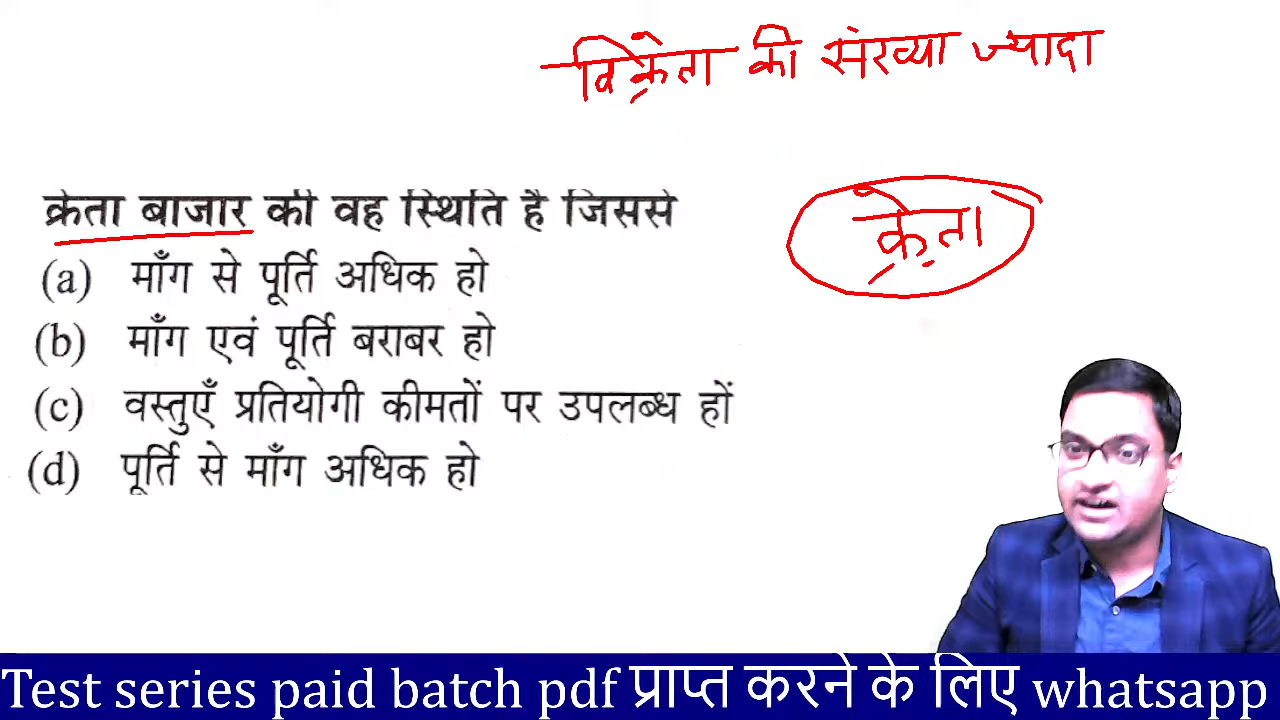 विक्रेता की संख्या ज्यादा
क्रेता बाजार की वह स्थिति है जिससे
क्रेता
(a) माँग से पूर्ति अधिक हो
(b) माँग एवं पूर्ति बराबर हो
(c) वस्तुएँ प्रतियोगी कीमतों पर उपलब्ध हों
(d) पूर्ति से माँग अधिक हो
Test series paid batch pdf प्राप्त करने के लिए whatsapp